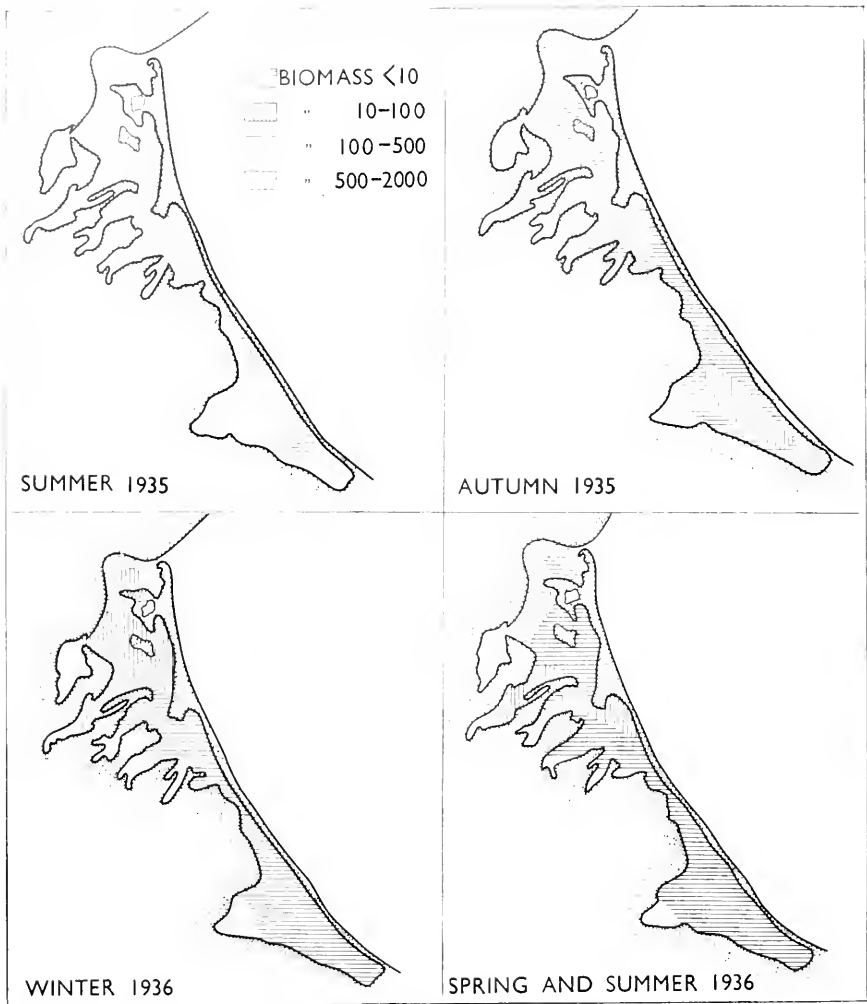 BIOMASS <10
" 10-100
" 100-500
" 500-2000
SUMMER 1935
AUTUMN 1935
WINTER 1936
SPRING AND SUMMER 1936